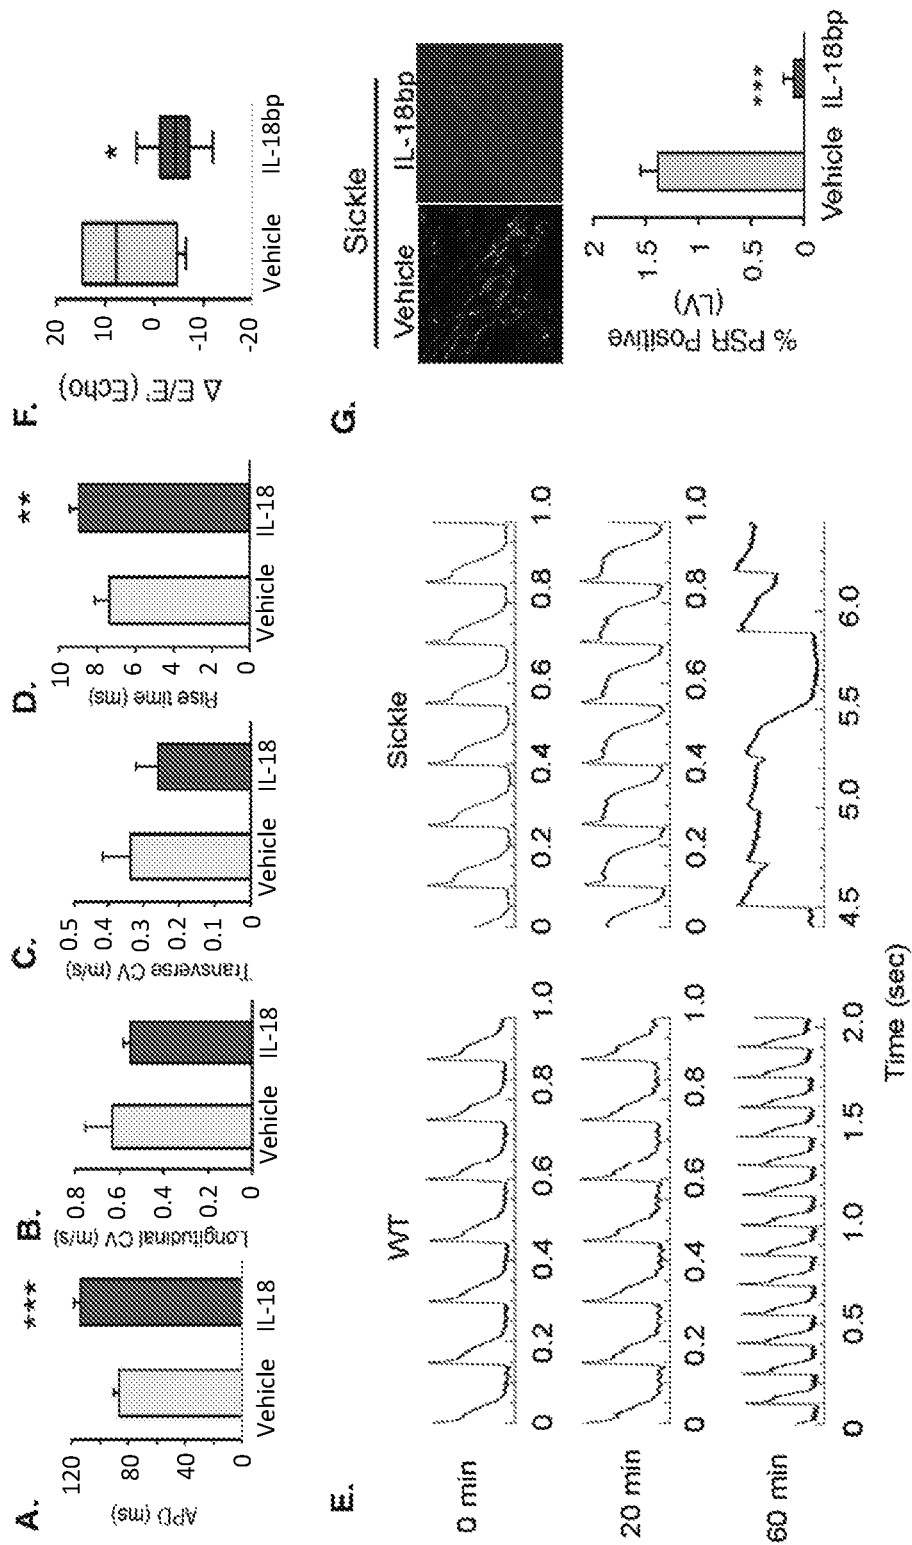 A.
APD (ms)
120
80
40
0
***
Vehicle IL-18
B.
Longitudinal CV (m/s)
0.8
0.6
0.4
0.2
0
Vehicle IL-18
C.
Transverse CV (m/s)
0.5
0.4
0.3
0.2
0.1
0
Vehicle IL-18
D.
Rise time (ms)
10
8
6
4
2
0
**
Vehicle IL-18
E.
WT Sickle
0 min
0 0.2 0.4 0.6 0.8 1.0
0 0.2 0.4 0.6 0.8 1.0
20 min
0 0.2 0.4 0.6 0.8 1.0
0 0.2 0.4 0.6 0.8 1.0
60 min
0 0.5 1.0 1.5 2.0
4.5 5.0 5.5 6.0
Time (sec)
F.
Δ E/E' (Echo)
20
10
0
-10
-20
*
Vehicle IL-18bp
G.
Sickle
Vehicle IL-18bp
% PSR Positive
(LV)
2
1.5
1
0.5
0
***
Vehicle IL-18bp